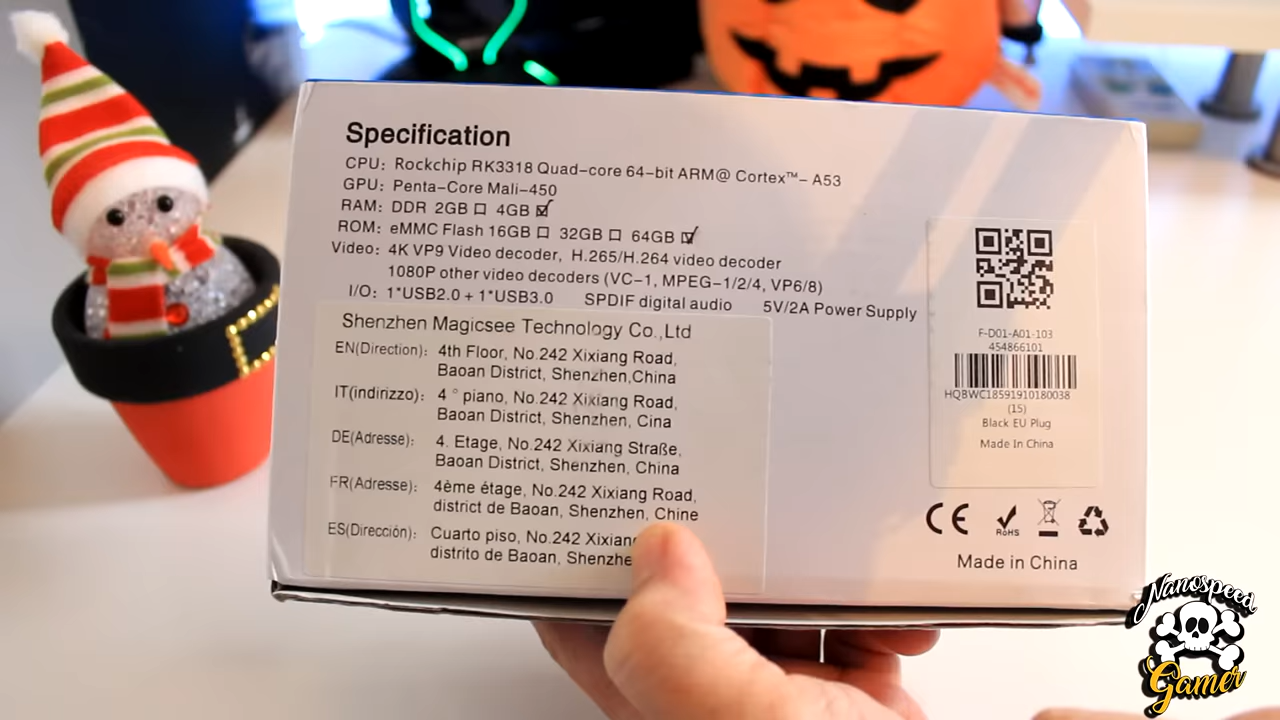 Specification
CPU: Rockchip RK3318 Quad-core 64-bit ARM@ Cortex™- A53
GPU: Penta-Core Mali-450
RAM: DDR 2GB □ 4GB ☑
ROM: eMMC Flash 16GB □ 32GB □ 64GB ☑
Video: 4K VP9 Video decoder, H.265/H.264 video decoder
1080P other video decoders (VC-1, MPEG-1/2/4, VP6/8)
I/O: 1*USB2.0 + 1*USB3.0 SPDIF digital audio 5V/2A Power Supply
Shenzhen Magicsee Technology Co.,Ltd
EN(Direction): 4th Floor, No.242 Xixiang Road,
Baoan District, Shenzhen,China
IT(indirizzo): 4 ° piano, No.242 Xixiang Road,
Baoan District, Shenzhen, Cina
DE(Adresse): 4. Etage, No.242 Xixiang Straße,
Baoan District, Shenzhen, China
FR(Adresse): 4ème étage, No.242 Xixiang Road,
district de Baoan, Shenzhen, Chine
ES(Dirección): Cuarto piso, No.242
distrito de Baoan,
F-D01-A01-103
454866101
HQBWC18591910180038
(15)
Black EU Plug
Made In China
CE
RoHS
Made in China
Nanospeed
Gamer